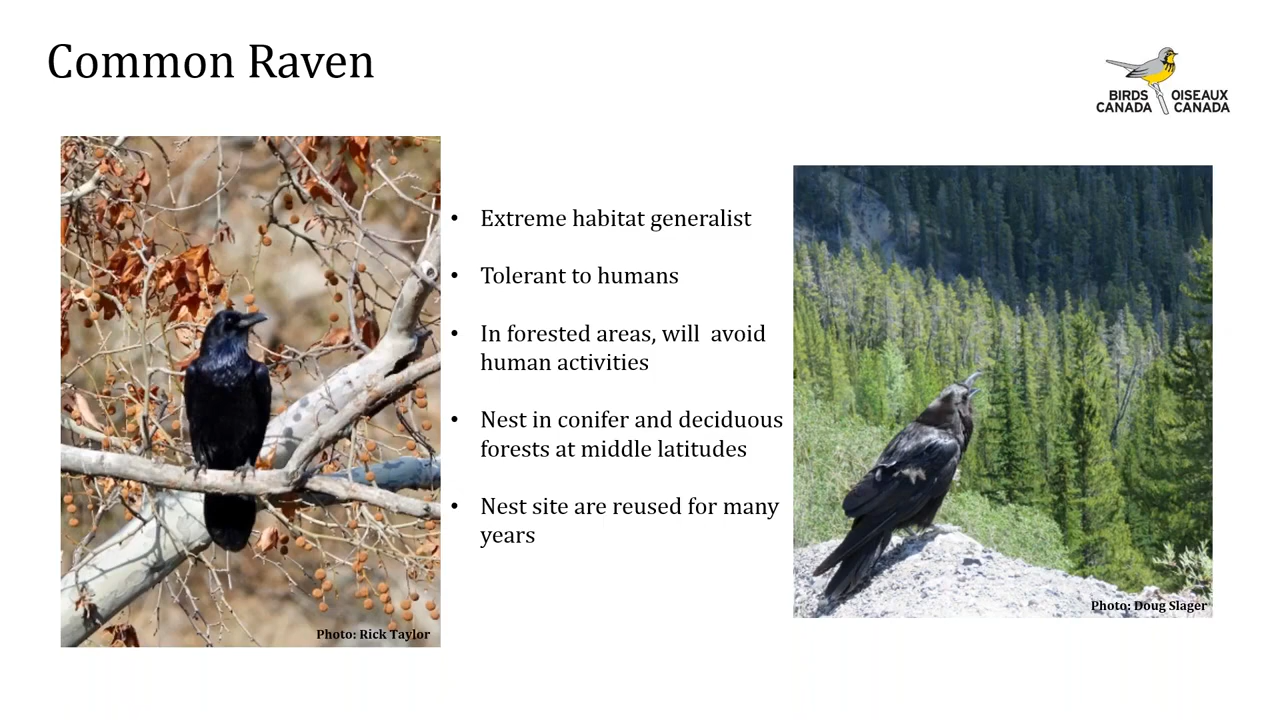 Common Raven
BIRDS OISEAUX
CANADA CANADA
• Extreme habitat generalist
• Tolerant to humans
• In forested areas, will  avoid
human activities
• Nest in conifer and deciduous
forests at middle latitudes
• Nest site are reused for many
years
Photo: Rick Taylor
Photo: Doug Slager